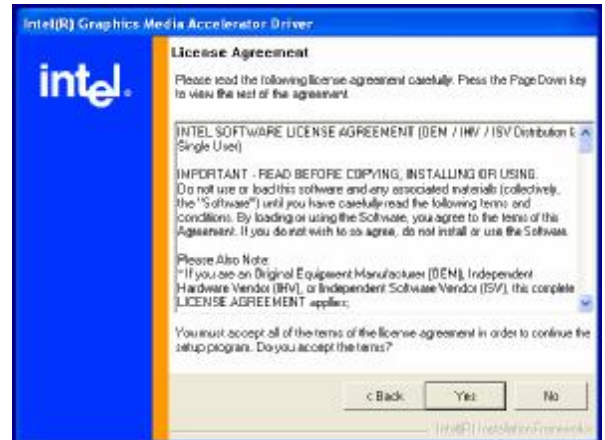 Intel(R) Graphics Media Accelerator Driver
intel.
License Agreement
Please read the following license agreement carefully. Press the Page Down key
to view the rest of the agreement
INTEL SOFTWARE LICENSE AGREEMENT (OEM / IHV / ISV Distribution &
Single User)
IMPORTANT - READ BEFORE COPYING, INSTALLING OR USING.
Do not use or load this software and any associated materials (collectively,
the "Software") until you have carefully read the following terms and
conditions. By loading or using the Software, you agree to the terms of this
Agreement. If you do not wish to so agree, do not install or use the Software.
Please Also Note:
* If you are an Original Equipment Manufacturer (OEM), Independent
Hardware Vendor (IHV), or Independent Software Vendor (ISV), this complete
LICENSE AGREEMENT applies;
You must accept all of the terms of the license agreement in order to continue the
setup program. Do you accept the terms?
< Back
Yes
No
Intel(R) Installation Frameworks